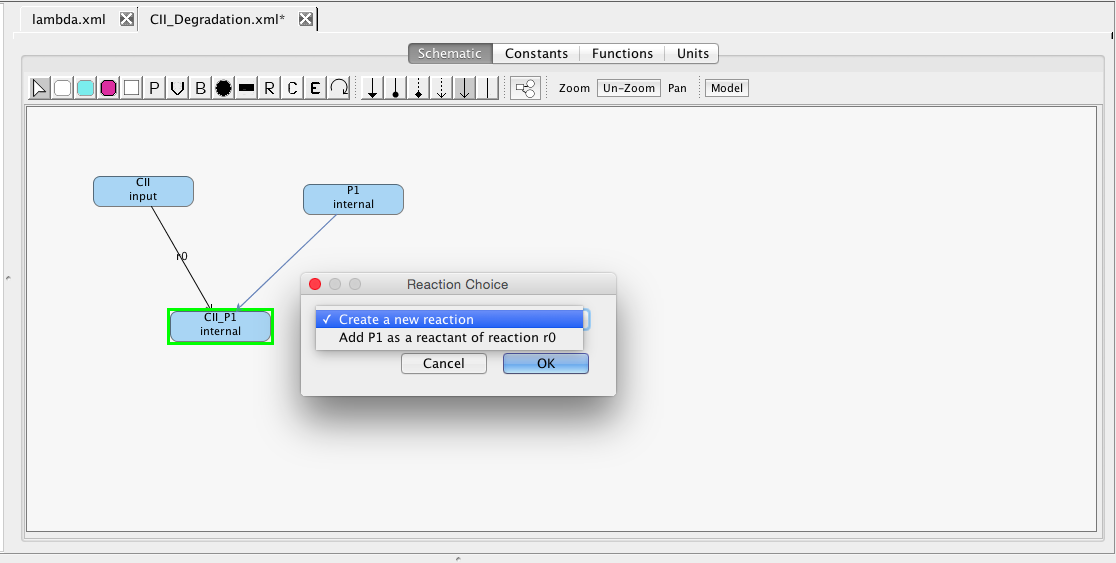 lambda.xml
CII_Degradation.xml*
Schematic Constants Functions Units
P V B R C E Zoom Un-Zoom Pan Model
CII
input
P1
internal
r0
CII_P1
internal
Reaction Choice
✓ Create a new reaction
Add P1 as a reactant of reaction r0
Cancel OK